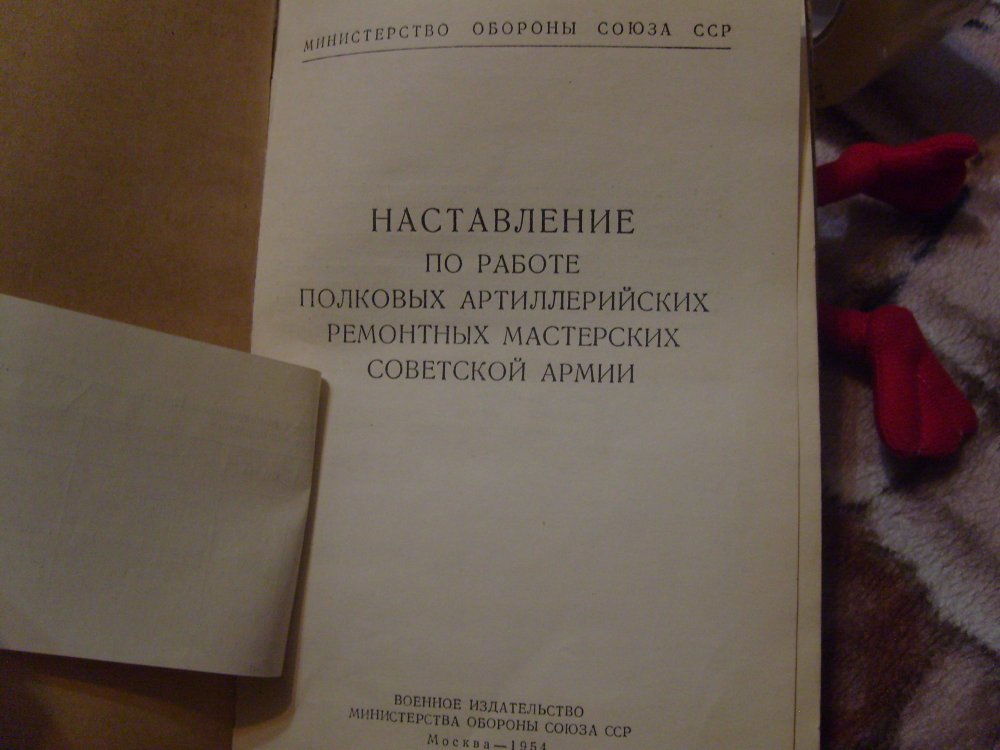 МИНИСТЕРСТВО ОБОРОНЫ СОЮЗА ССР
НАСТАВЛЕНИЕ
ПО РАБОТЕ
ПОЛКОВЫХ АРТИЛЛЕРИЙСКИХ
РЕМОНТНЫХ МАСТЕРСКИХ
СОВЕТСКОЙ АРМИИ
ВОЕННОЕ ИЗДАТЕЛЬСТВО
МИНИСТЕРСТВА ОБОРОНЫ СОЮЗА ССР
Москва—1954